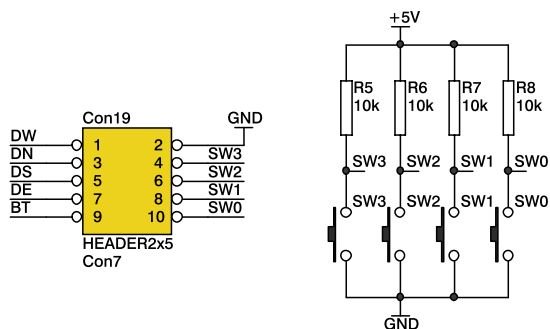 +5V
R5 R6 R7 R8
10k 10k 10k 10k
Con19
GND
DW 1 2
DN 3 4 SW3
DS 5 6 SW2
DE 7 8 SW1
BT 9 10 SW0
HEADER2x5
Con7
SW3 SW2 SW1 SW0
SW3 SW2 SW1 SW0
GND